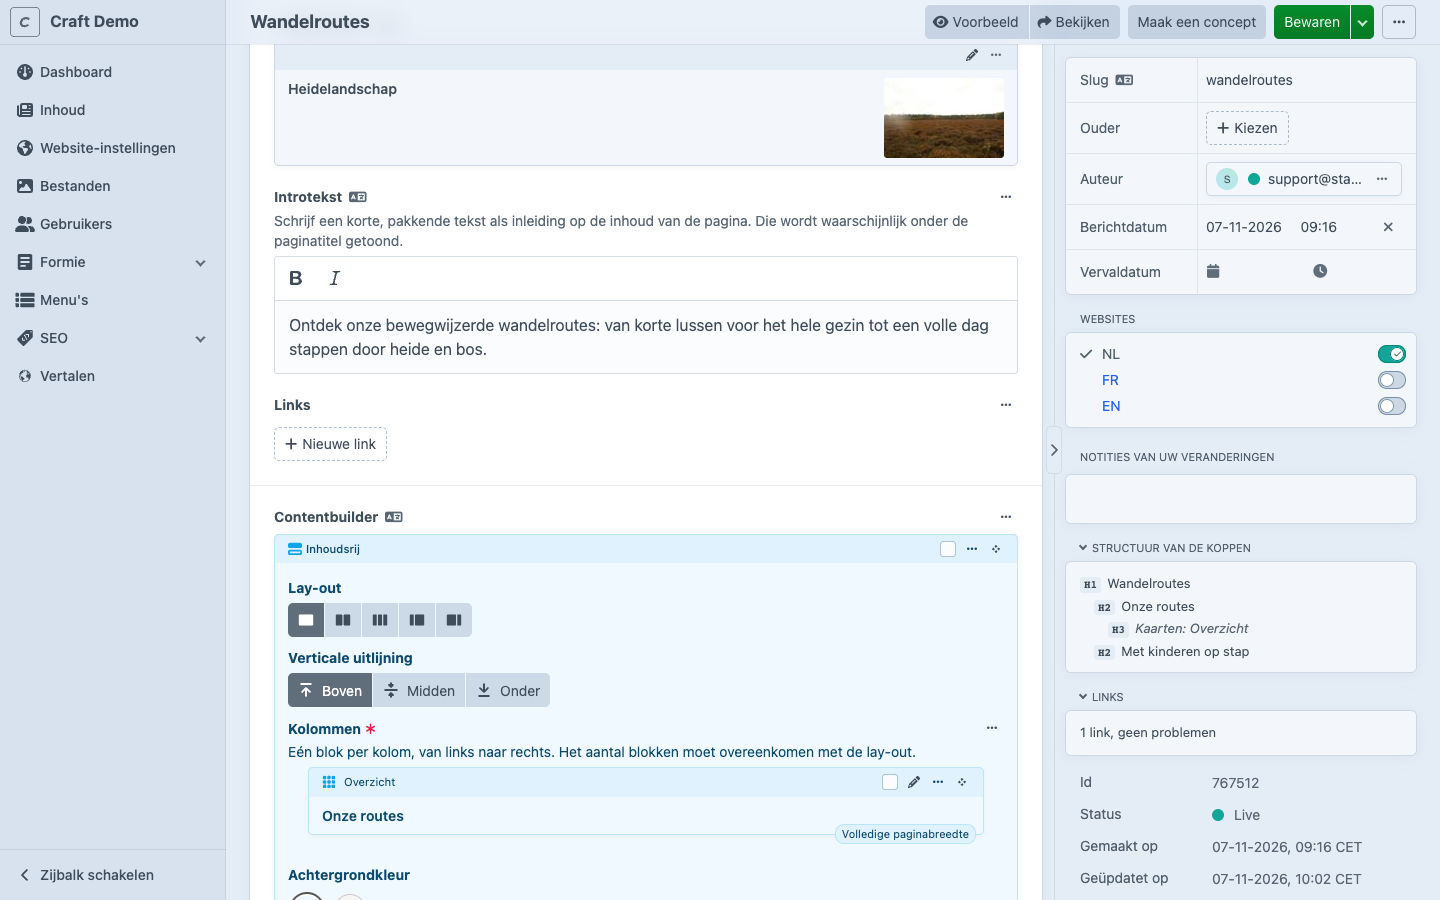 C
Craft Demo
Dashboard
Inhoud
Website-instellingen
Bestanden
Gebruikers
Formie
Menu's
SEO
Vertalen
Zijbalk schakelen
Wandelroutes
Voorbeeld
Bekijken
Maak een concept
Bewaren
Heidelandschap
Introtekst
Schrijf een korte, pakkende tekst als inleiding op de inhoud van de pagina. Die wordt waarschijnlijk onder de
paginatitel getoond.
B I
Ontdek onze bewegwijzerde wandelroutes: van korte lussen voor het hele gezin tot een volle dag
stappen door heide en bos.
Links
Nieuwe link
Contentbuilder
Inhoudsrij
Lay-out
Verticale uitlijning
Boven
Midden
Onder
Kolommen
Eén blok per kolom, van links naar rechts. Het aantal blokken moet overeenkomen met de lay-out.
Overzicht
Onze routes
Volledige paginabreedte
Achtergrondkleur
Slug wandelroutes
Ouder Kiezen
Auteur S support@sta...
Berichtdatum 07-11-2026 09:16
Vervaldatum
WEBSITES
NL
FR
EN
NOTITIES VAN UW VERANDERINGEN
STRUCTUUR VAN DE KOPPEN
H1 Wandelroutes
H2 Onze routes
H3 Kaarten: Overzicht
H2 Met kinderen op stap
LINKS
1 link, geen problemen
Id 767512
Status Live
Gemaakt op 07-11-2026, 09:16 CET
Geüpdatet op 07-11-2026, 10:02 CET